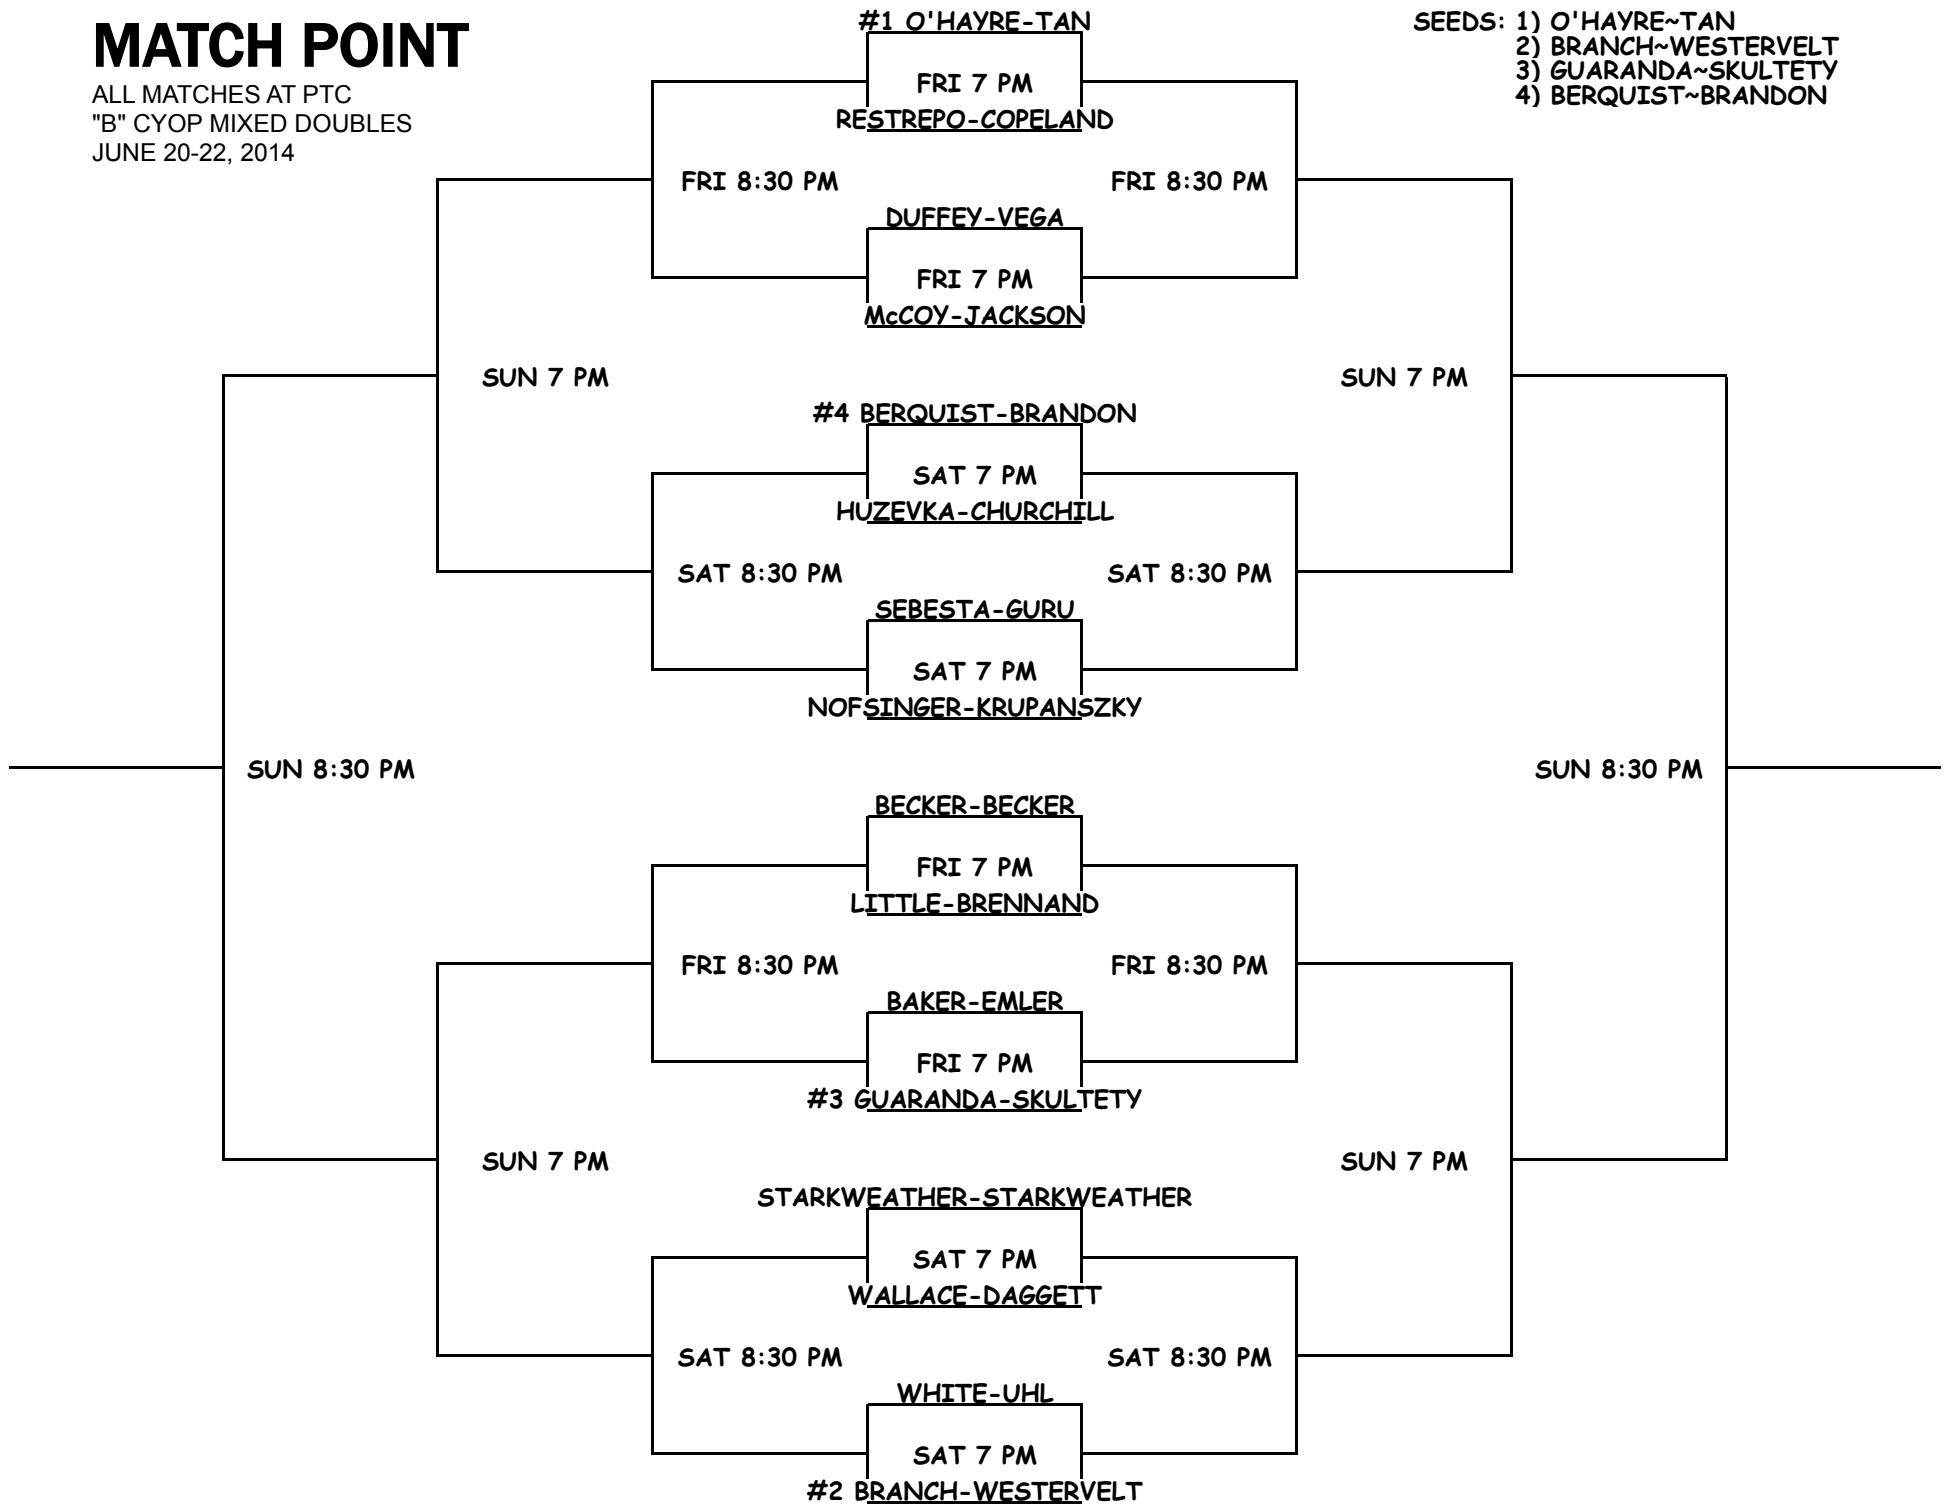 MATCH POINT
ALL MATCHES AT PTC
"B" CYOP MIXED DOUBLES
JUNE 20-22, 2014
SEEDS: 1) O'HAYRE~TAN
2) BRANCH~WESTERVELT
3) GUARANDA~SKULTETY
4) BERQUIST~BRANDON
#1 O'HAYRE-TAN
FRI 7 PM
RESTREPO-COPELAND
FRI 8:30 PM
FRI 8:30 PM
DUFFEY-VEGA
FRI 7 PM
McCOY-JACKSON
SUN 7 PM
SUN 7 PM
#4 BERQUIST-BRANDON
SAT 7 PM
HUZEVKA-CHURCHILL
SAT 8:30 PM
SAT 8:30 PM
SEBESTA-GURU
SAT 7 PM
NOFSINGER-KRUPANSZKY
SUN 8:30 PM
SUN 8:30 PM
BECKER-BECKER
FRI 7 PM
LITTLE-BRENNAND
FRI 8:30 PM
FRI 8:30 PM
BAKER-EMLER
FRI 7 PM
#3 GUARANDA-SKULTETY
SUN 7 PM
SUN 7 PM
STARKWEATHER-STARKWEATHER
SAT 7 PM
WALLACE-DAGGETT
SAT 8:30 PM
SAT 8:30 PM
WHITE-UHL
SAT 7 PM
#2 BRANCH-WESTERVELT